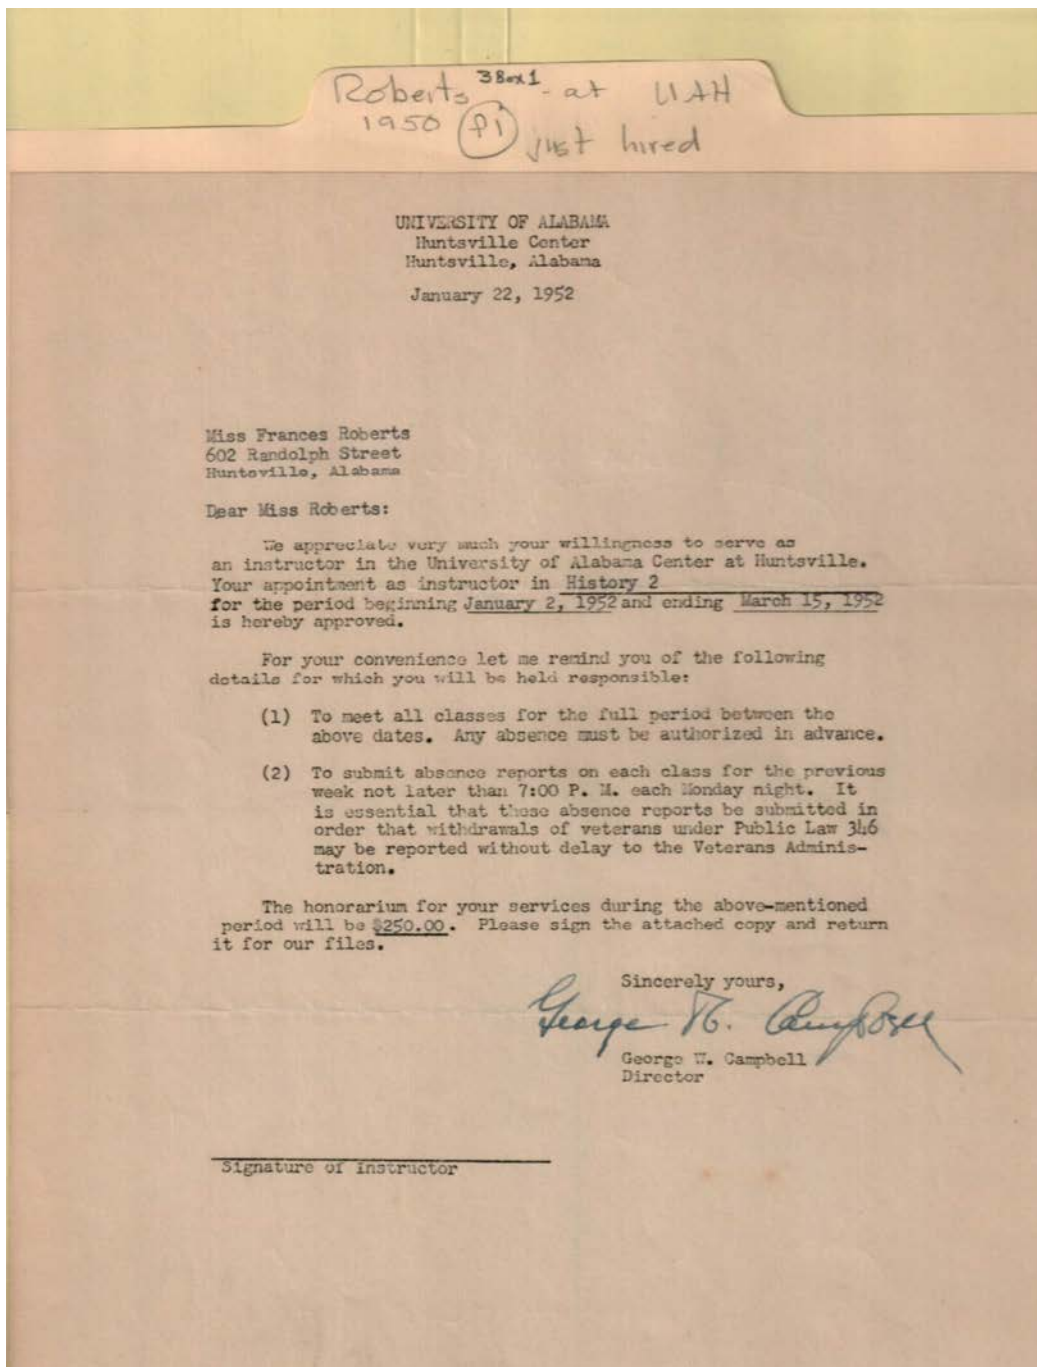 Roberts 3Box1 - at UAH
1950 P1 just hired
UNIVERSITY OF ALABAMA
Huntsville Center
Huntsville, Alabama
January 22, 1952
Miss Frances Roberts
602 Randolph Street
Huntsville, Alabama
Dear Miss Roberts:
We appreciate very much your willingness to serve as
an instructor in the University of Alabama Center at Huntsville.
Your appointment as instructor in History 2
for the period beginning January 2, 1952 and ending March 15, 1952
is hereby approved.
For your convenience let me remind you of the following
details for which you will be held responsible:
(1) To meet all classes for the full period between the
above dates. Any absence must be authorized in advance.
(2) To submit absence reports on each class for the previous
week not later than 7:00 P. M. each Monday night. It
is essential that these absence reports be submitted in
order that withdrawals of veterans under Public Law 346
may be reported without delay to the Veterans Adminis-
tration.
The honorarium for your services during the above-mentioned
period will be $250.00. Please sign the attached copy and return
it for our files.
Sincerely yours,
George W. Campbell
George W. Campbell
Director
Signature of Instructor